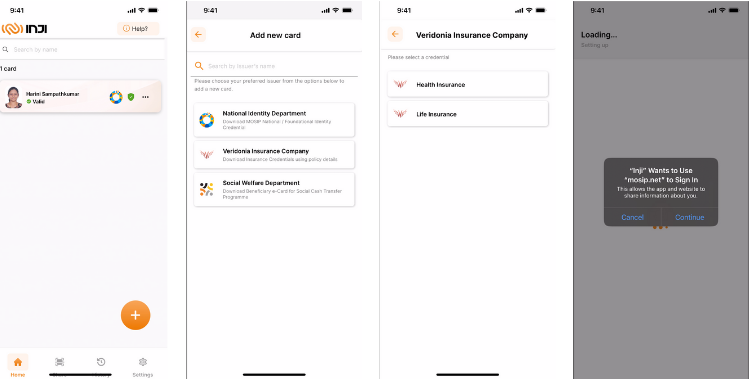 9:41
INJI
Help?
Search by name
1 card
Harini Sampathkumar
Valid
Home
Settings
9:41
Add new card
Search by Issuer's name
Please choose your preferred issuer from the options below to
add a new card.
National Identity Department
Download MOSIP National / Foundational Identity
Credential
Veridonia Insurance Company
Download Insurance Credentials using policy details
Social Welfare Department
Download Beneficiary e-Card for Social Cash Transfer
Programme
9:41
Veridonia Insurance Company
Please select a credential
Health Insurance
Life Insurance
9:41
Loading...
Setting up
"Inji" Wants to Use
"mosip.net" to Sign In
This allows the app and website to
share information about you.
Cancel
Continue